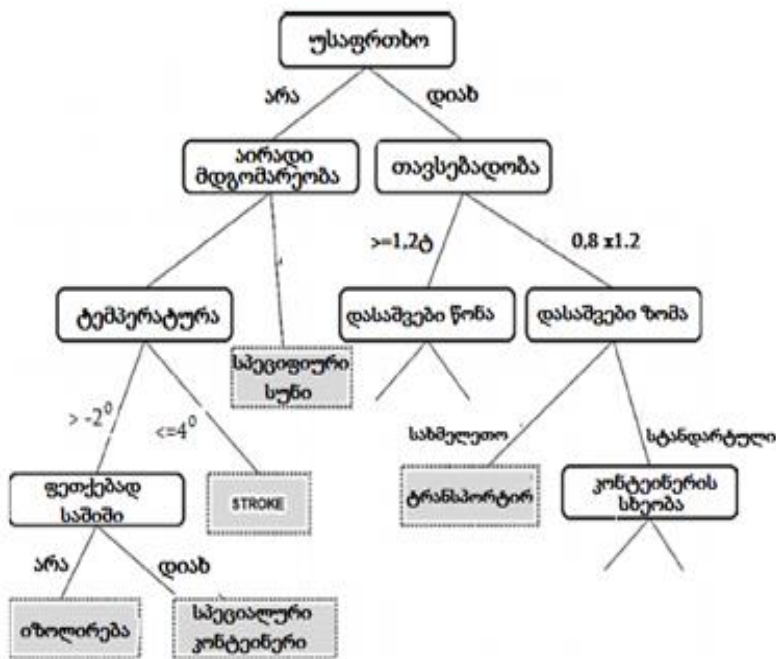 უსაფრთხო
არა
დიახ
აირადი
მდგომარეობა
თავსებადობა
>=1,2ტ
0,8 x1.2
ტემპერატურა
დასაშვები წონა
დასაშვები ზომა
სპეციფიური
სუნი
> -2⁰
<=4⁰
სახმელეთო
სტანდარტული
ფეთქებად
საშიში
STROKE
ტრანსპორტირ
კონტეინერის
სხეობა
არა
დიახ
იზოლირება
სპეციალური
კონტეინერი